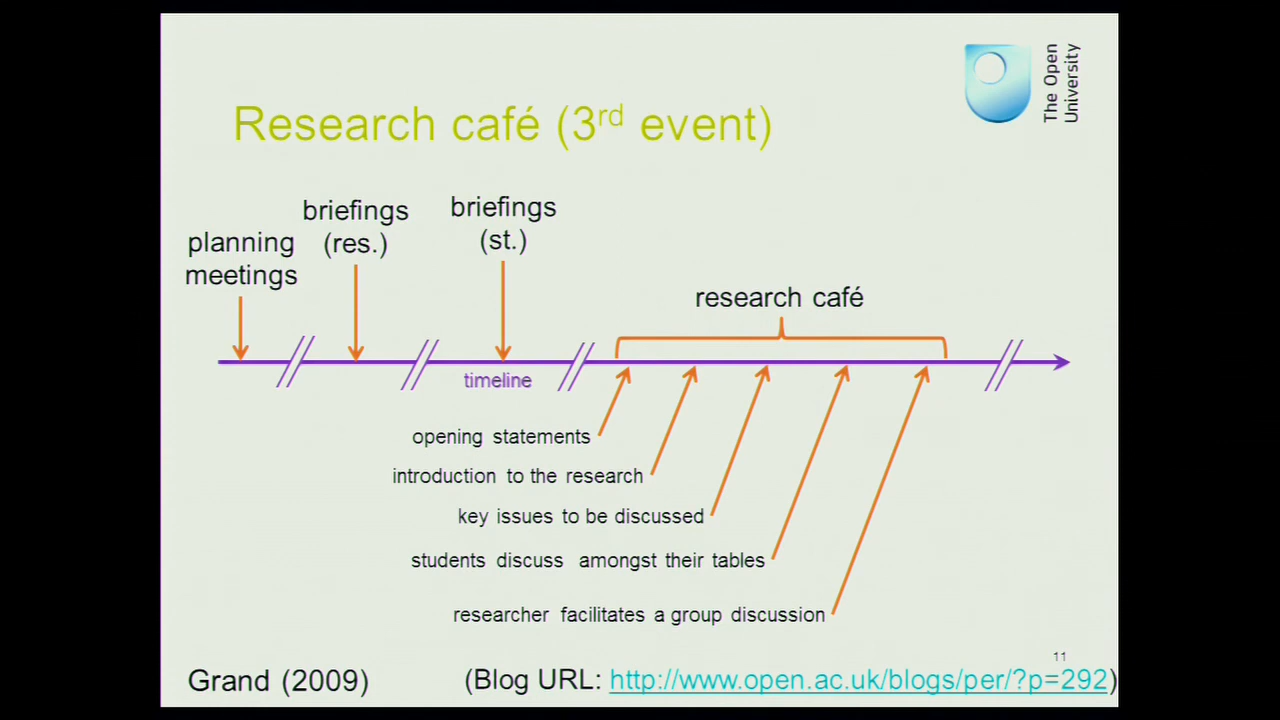 The Open
University
Research café (3rd event)
briefings
(res.)
briefings
(st.)
planning
meetings
research café
timeline
opening statements
introduction to the research
key issues to be discussed
students discuss amongst their tables
researcher facilitates a group discussion
11
Grand (2009)
(Blog URL: http://www.open.ac.uk/blogs/per/?p=292)